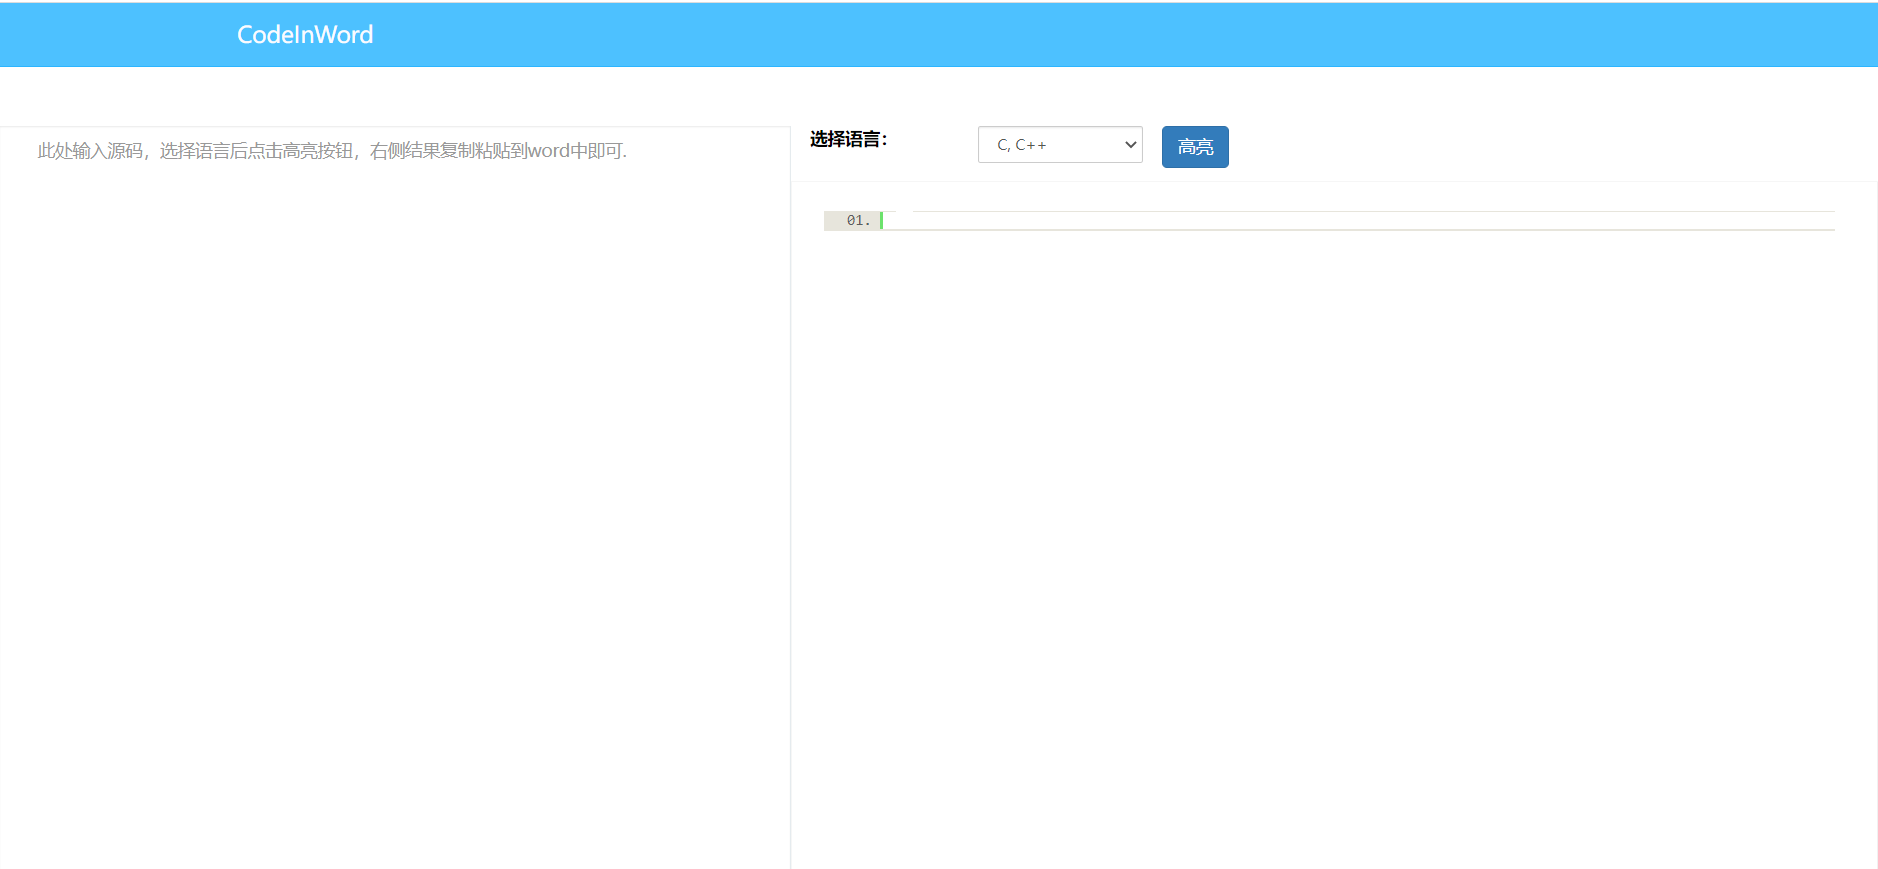 CodeInWord
此处输入源码，选择语言后点击高亮按钮，右侧结果复制粘贴到word中即可.
选择语言：
C, C++
高亮
01.